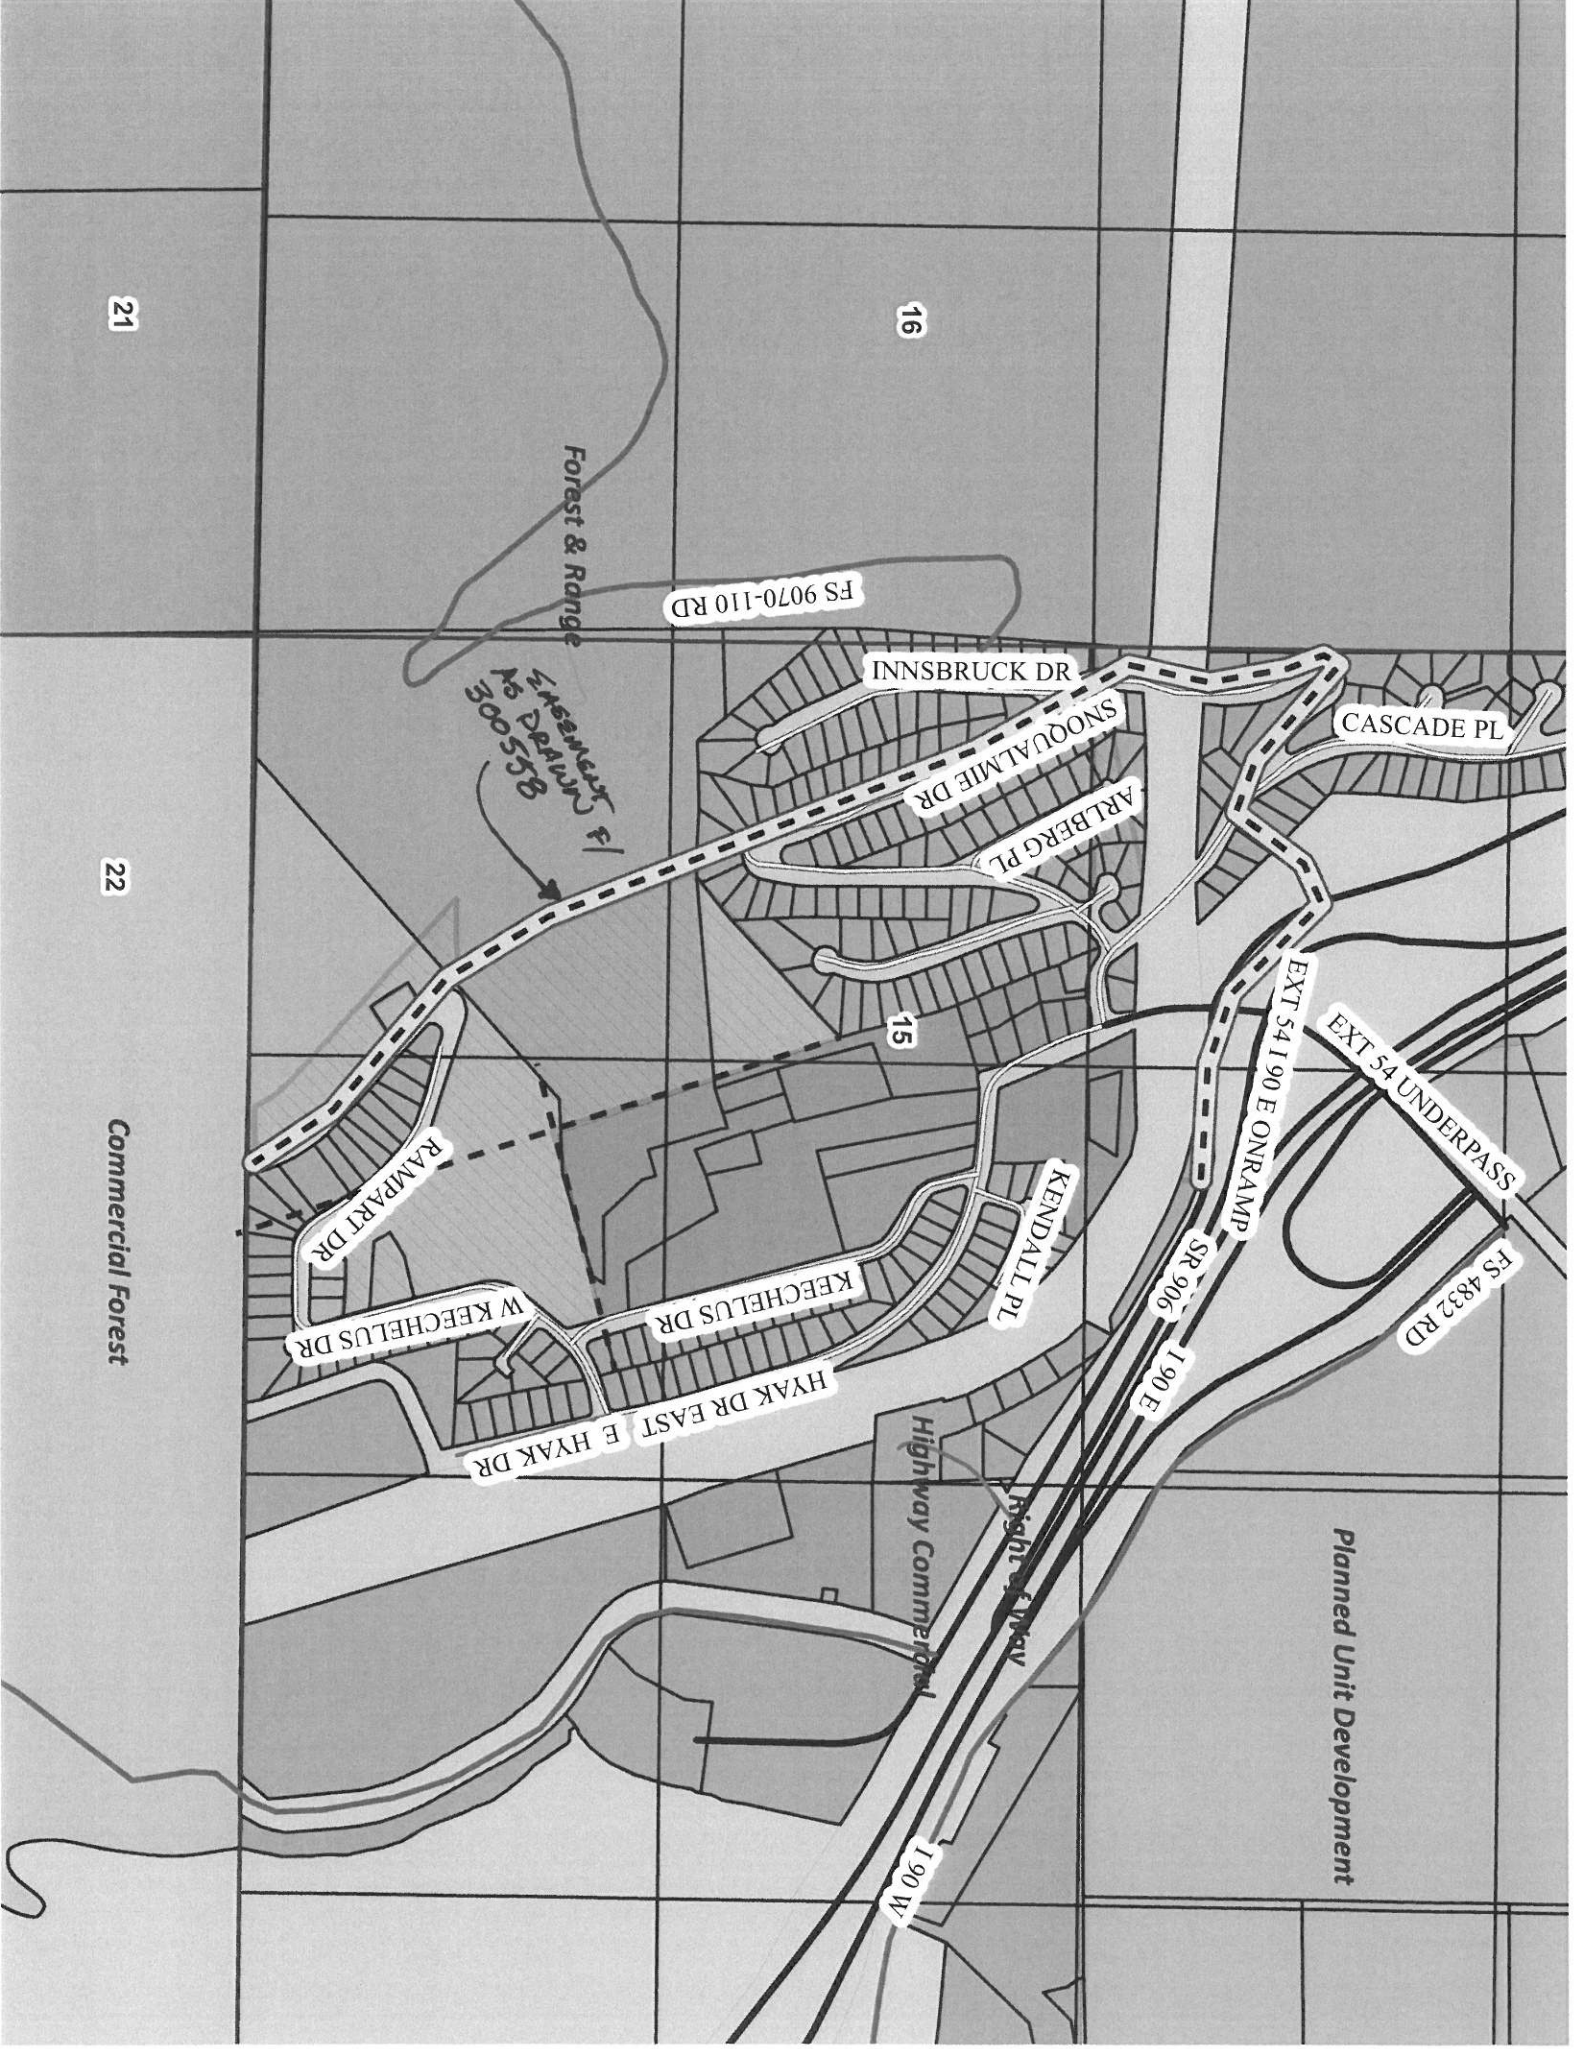 21
16
Forest & Range
FS 9070-110 RD
INNSBRUCK DR
CASCADE PL
SNOQUALMIE DR
ARLBERG PL
EASEMENT
AS DRAWN F/
300558
22
15
EXT 54 I 90 E ONRAMP
EXT 54 UNDERPASS
Commercial Forest
RAMPART DR
KENDALL PL
W KEECHELUS DR
KEECHELUS DR
SR 906
I 90 E
FS 4832 RD
HYAK DR EAST
E HYAK DR
Highway Commercial
Right of Way
Planned Unit Development
I 90 W